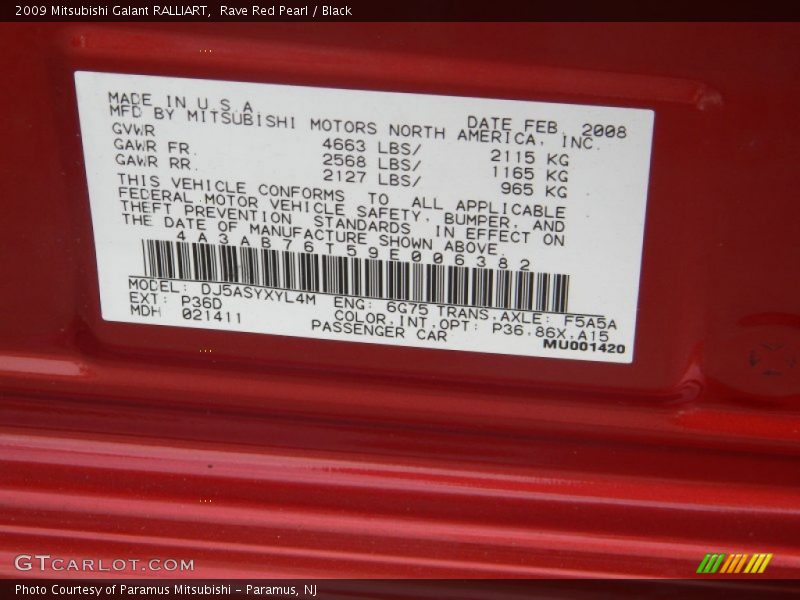 2009 Mitsubishi Galant RALLIART,  Rave Red Pearl / Black
MADE IN U.S.A. DATE FEB. 2008
MFD BY MITSUBISHI MOTORS NORTH AMERICA, INC.
GVWR 4663 LBS/ 2115 KG
GAWR FR. 2568 LBS/ 1165 KG
GAWR RR. 2127 LBS/ 965 KG
THIS VEHICLE CONFORMS TO ALL APPLICABLE
FEDERAL MOTOR VEHICLE SAFETY, BUMPER, AND
THEFT PREVENTION STANDARDS IN EFFECT ON
THE DATE OF MANUFACTURE SHOWN ABOVE.
4A3AB76T59E006382
MODEL: DJ5ASYXYL4M ENG: 6G75 TRANS.AXLE: F5A5A
EXT: P36D COLOR.INT.OPT: P36.86X.A15
MDH 021411 PASSENGER CAR
MU001420
GTCARLOT.COM
Photo Courtesy of Paramus Mitsubishi - Paramus, NJ